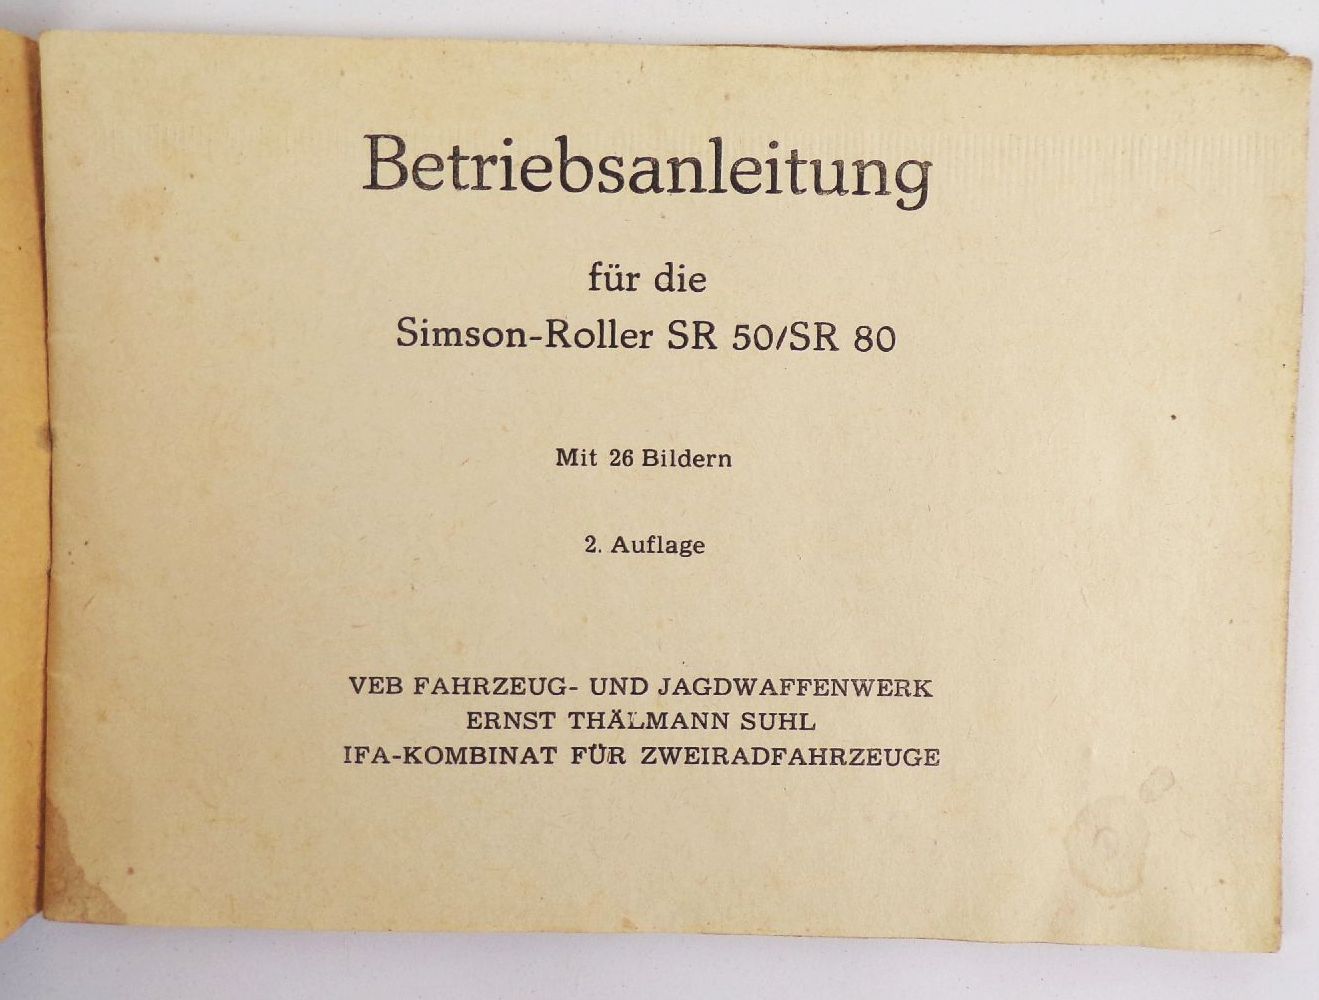 Betriebsanleitung
für die
Simson-Roller SR 50/SR 80
Mit 26 Bildern
2. Auflage
VEB FAHRZEUG- UND JAGDWAFFENWERK
ERNST THÄLMANN SUHL
IFA-KOMBINAT FÜR ZWEIRADFAHRZEUGE